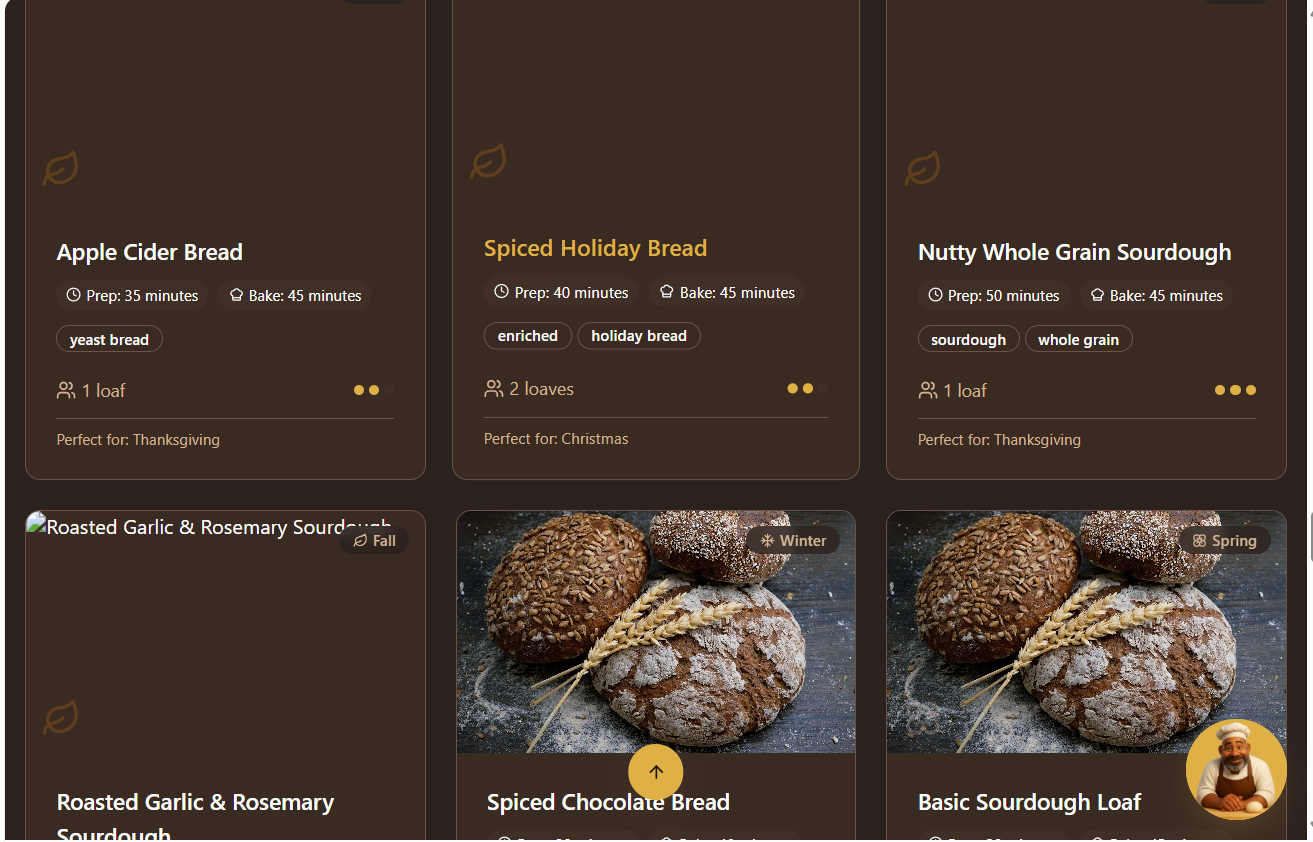 Apple Cider Bread
Spiced Holiday Bread
Nutty Whole Grain Sourdough
Prep: 35 minutes
Bake: 45 minutes
Prep: 40 minutes
Bake: 45 minutes
Prep: 50 minutes
Bake: 45 minutes
yeast bread
enriched
holiday bread
sourdough
whole grain
1 loaf
2 loaves
1 loaf
Perfect for: Thanksgiving
Perfect for: Christmas
Perfect for: Thanksgiving
Roasted Garlic & Rosemary Sourdough
Fall
Winter
Spring
Roasted Garlic & Rosemary
Sourdough
Spiced Chocolate Bread
Basic Sourdough Loaf